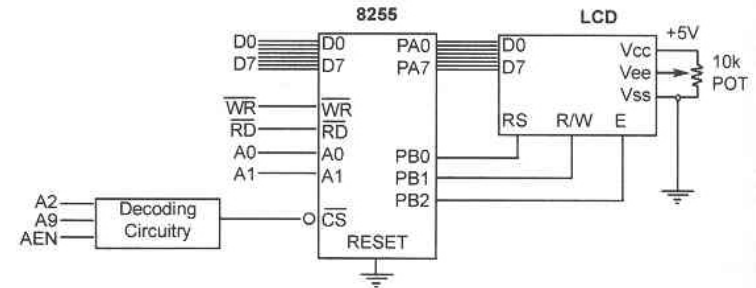 8255
LCD
+5V
D0
D7
D0
D7
PA0
PA7
D0
D7
Vcc
Vee
Vss
10k
POT
WR
RD
A0
A1
WR
RD
A0
A1
RS R/W E
PB0
PB1
PB2
A2
A9
AEN
Decoding
Circuitry
CS
RESET